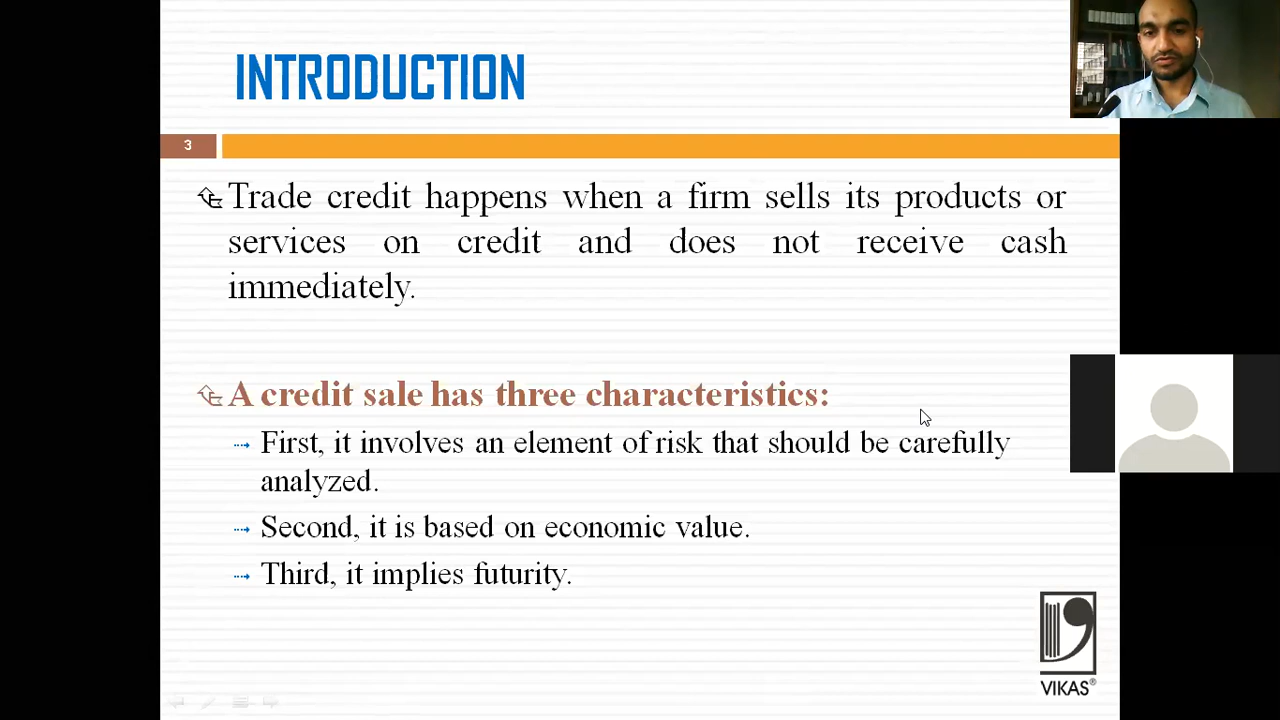 INTRODUCTION
3
Trade credit happens when a firm sells its products or
services on credit and does not receive cash
immediately.
A credit sale has three characteristics:
First, it involves an element of risk that should be carefully
analyzed.
Second, it is based on economic value.
Third, it implies futurity.
VIKAS®